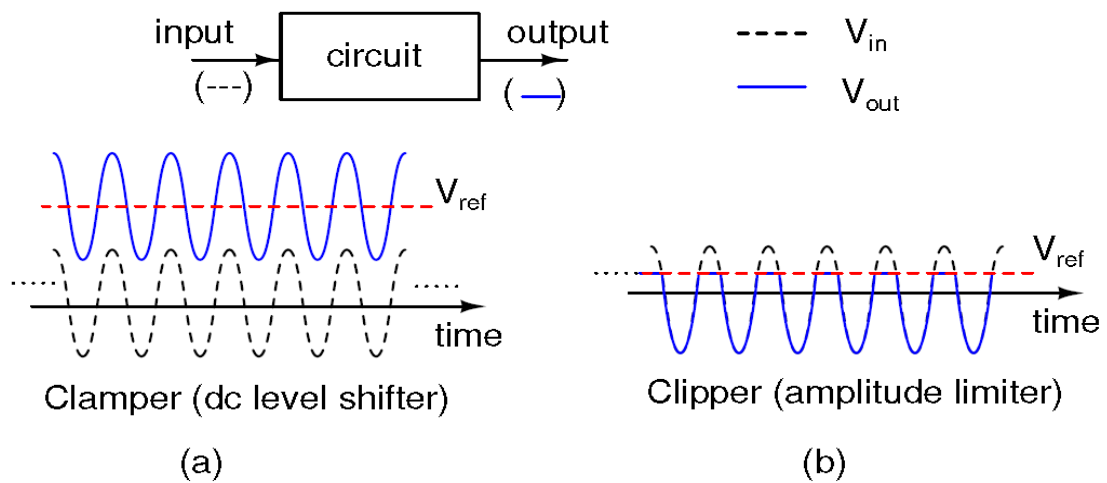 input
circuit
output
(---)
( — )
V_in
V_out
V_ref
time
Clamper (dc level shifter)
(a)
V_ref
time
Clipper (amplitude limiter)
(b)